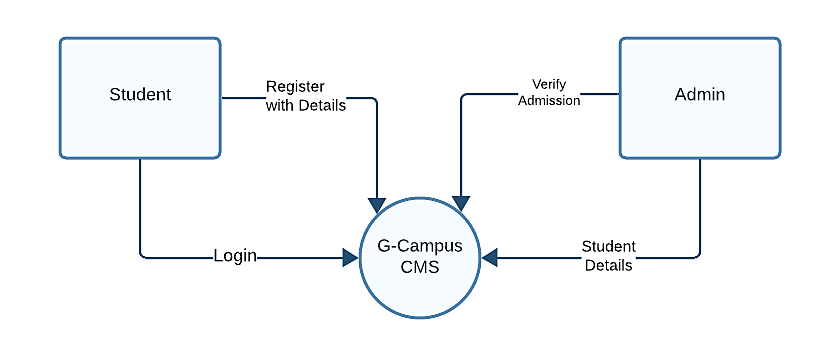 Student
Register
with Details
Verify
Admission
Admin
Login
G-Campus
CMS
Student
Details